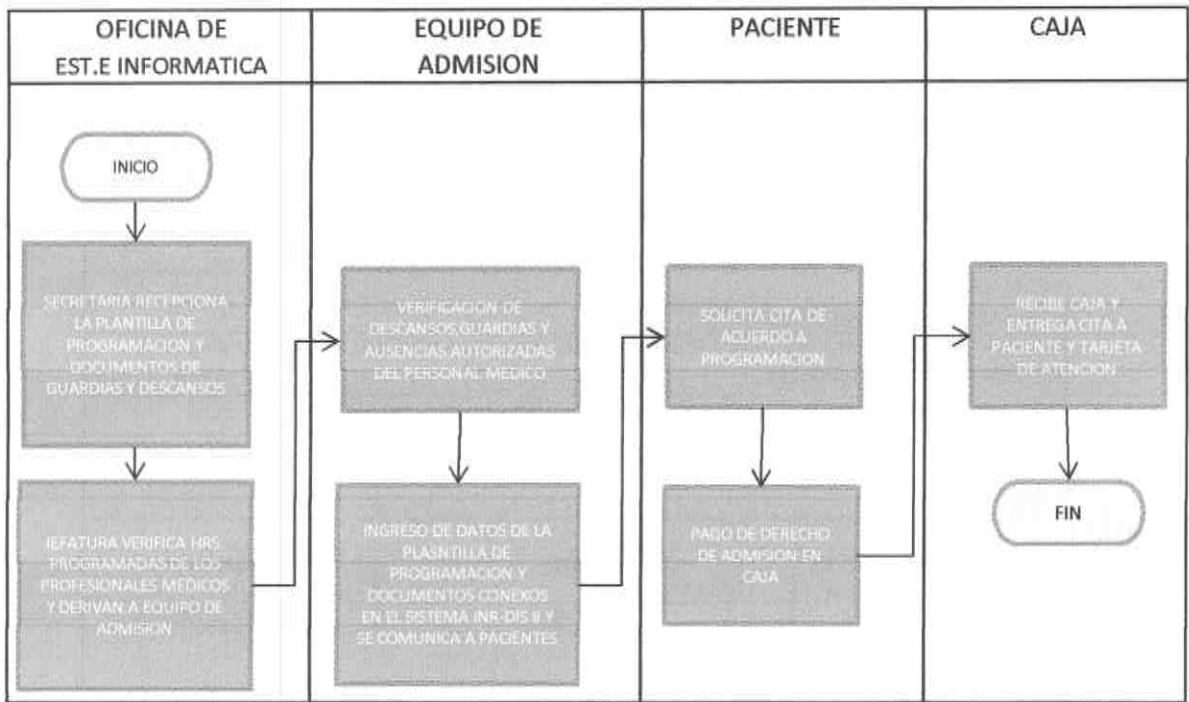 OFICINA DE
EST.E INFORMATICA
EQUIPO DE
ADMISION
PACIENTE
CAJA
INICIO
SECRETARIA RECEPCIONA
LA PLANTILLA DE
PROGRAMACION Y
DOCUMENTOS DE
GUARDIAS Y DESCANSOS
JEFATURA VERIFICA HRS.
PROGRAMADAS DE LOS
PROFESIONALES MEDICOS
Y DERIVAN A EQUIPO DE
ADMISION
VERIFICACION DE
DESCANSOS,GUARDIAS Y
AUSENCIAS AUTORIZADAS
DEL PERSONAL MEDICO
INGRESO DE DATOS DE LA
PLASNTILLA DE
PROGRAMACION Y
DOCUMENTOS CONEXOS
EN EL SISTEMA INR-DIS II Y
SE COMUNICA A PACIENTES
SOLICITA CITA DE
ACUERDO A
PROGRAMACION
PAGO DE DERECHO
DE ADMISION EN
CAJA
RECIBE CAJA Y
ENTREGA CITA A
PACIENTE Y TARJETA
DE ATENCION
FIN